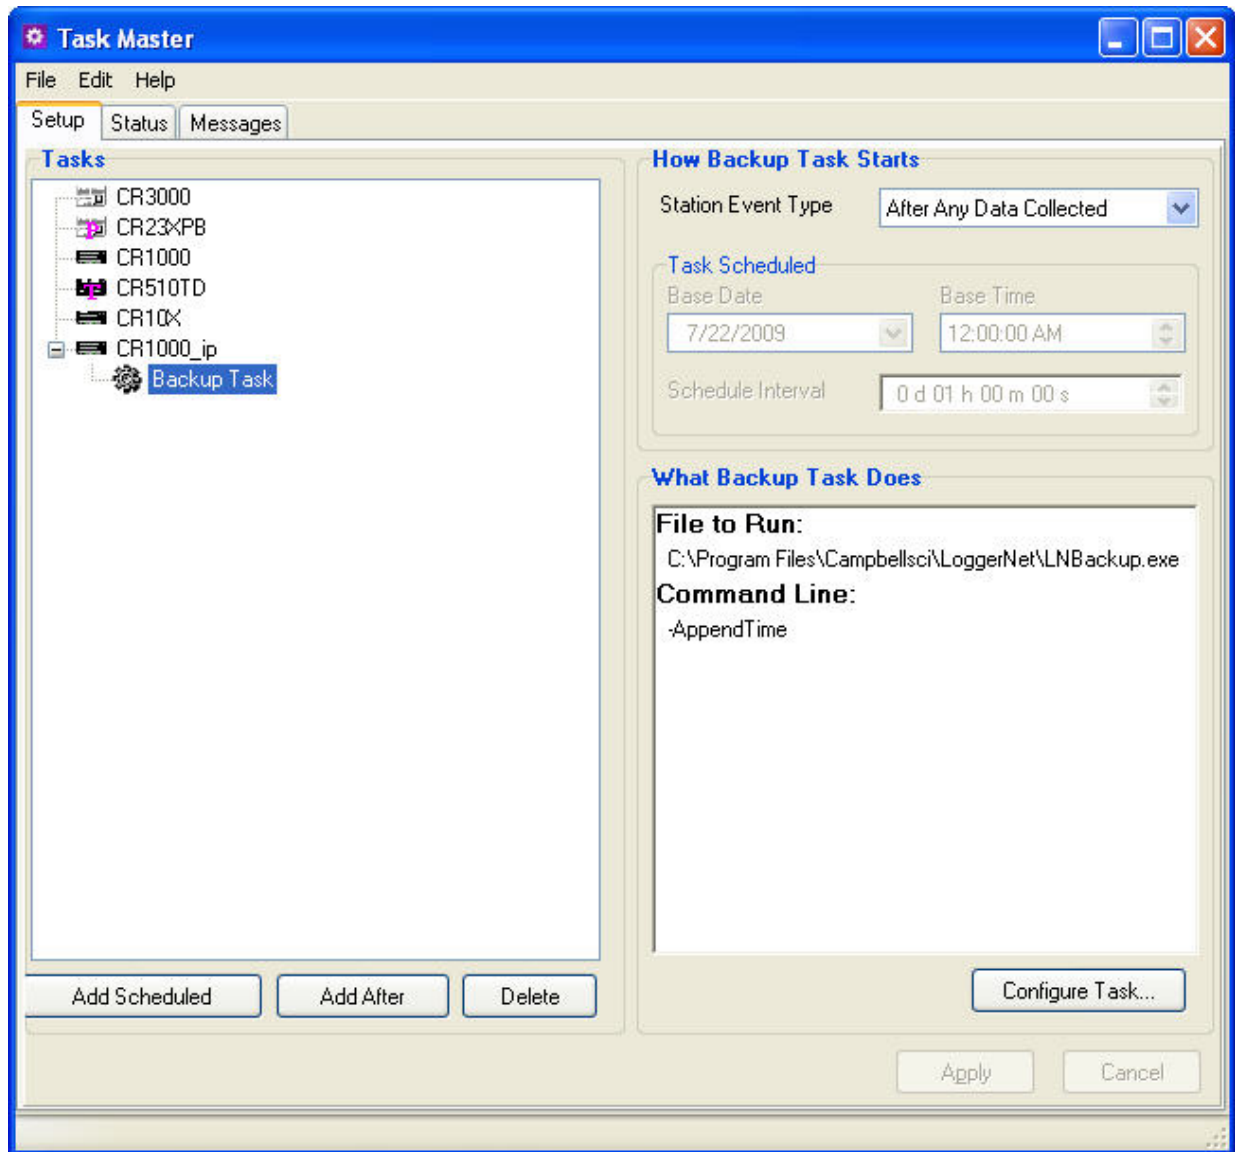 Task Master
File Edit Help
Setup Status Messages
Tasks
CR3000
CR23XPB
CR1000
CR510TD
CR10X
CR1000_ip
Backup Task
Add Scheduled Add After Delete
How Backup Task Starts
Station Event Type After Any Data Collected
Task Scheduled
Base Date Base Time
7/22/2009 12:00:00 AM
Schedule Interval 0 d 01 h 00 m 00 s
What Backup Task Does
File to Run:
C:\Program Files\Campbellsci\LoggerNet\LNBackup.exe
Command Line:
-AppendTime
Configure Task...
Apply Cancel